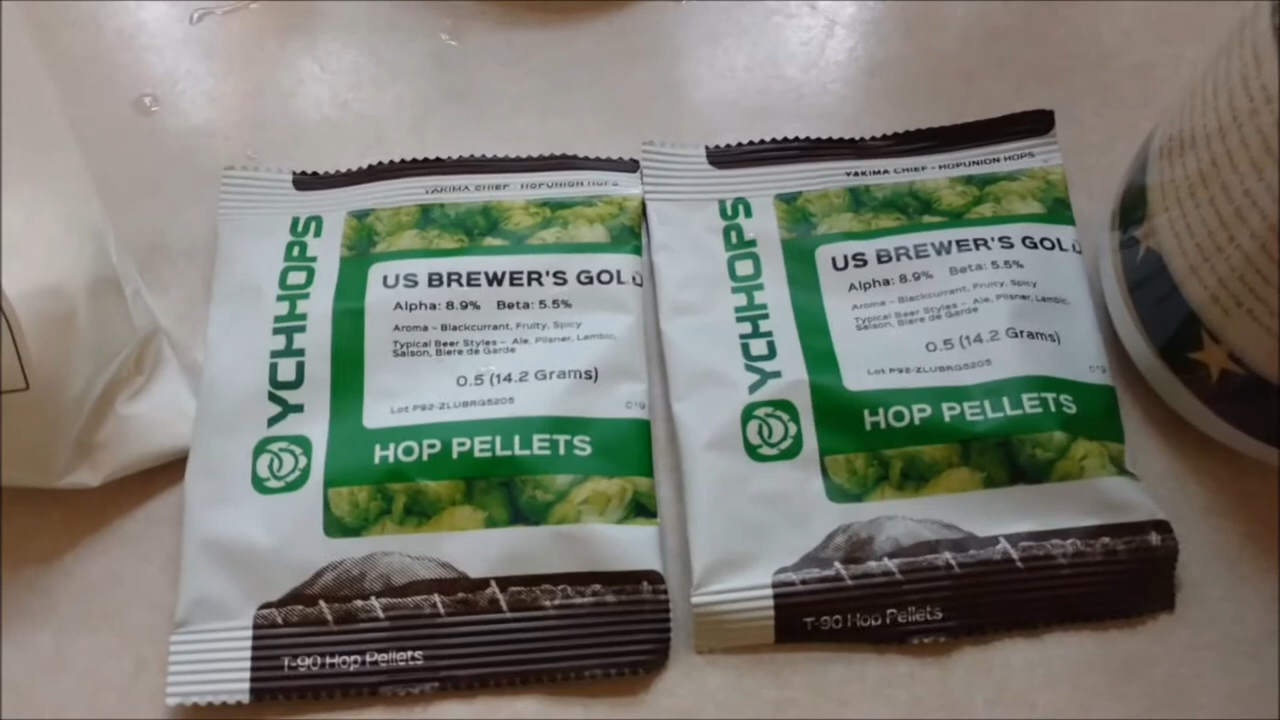 YAKIMA CHIEF - HOPUNION HOPS
YCHHOPS
US BREWER'S GOLD
Alpha: 8.9% Beta: 5.5%
Aroma – Blackcurrant, Fruity, Spicy
Typical Beer Styles – Ale, Pilsner, Lambic,
Saison, Biere de Garde
0.5 (14.2 Grams)
Lot P92-ZLUBRG5205
HOP PELLETS
T-90 Hop Pellets
YAKIMA CHIEF - HOPUNION HOPS
YCHHOPS
US BREWER'S GOLD
Alpha: 8.9% Beta: 5.5%
Aroma – Blackcurrant, Fruity, Spicy
Typical Beer Styles – Ale, Pilsner, Lambic,
Saison, Biere de Garde
0.5 (14.2 Grams)
Lot P92-ZLUBRG5205
HOP PELLETS
T-90 Hop Pellets